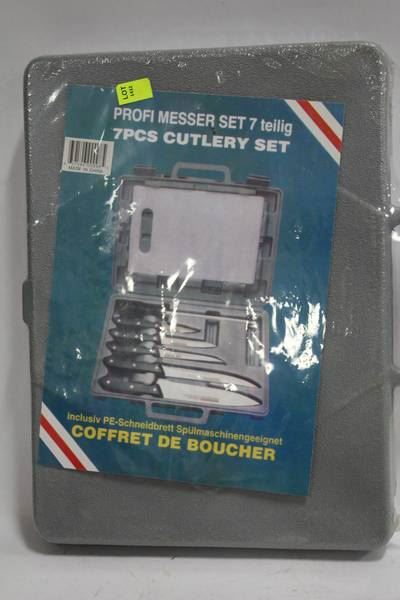 LOT
1432
PROFI MESSER SET 7 teilig
7PCS CUTLERY SET
MADE IN CHINA
inclusiv PE-Schneidbrett Spülmaschinengeeignet
COFFRET DE BOUCHER